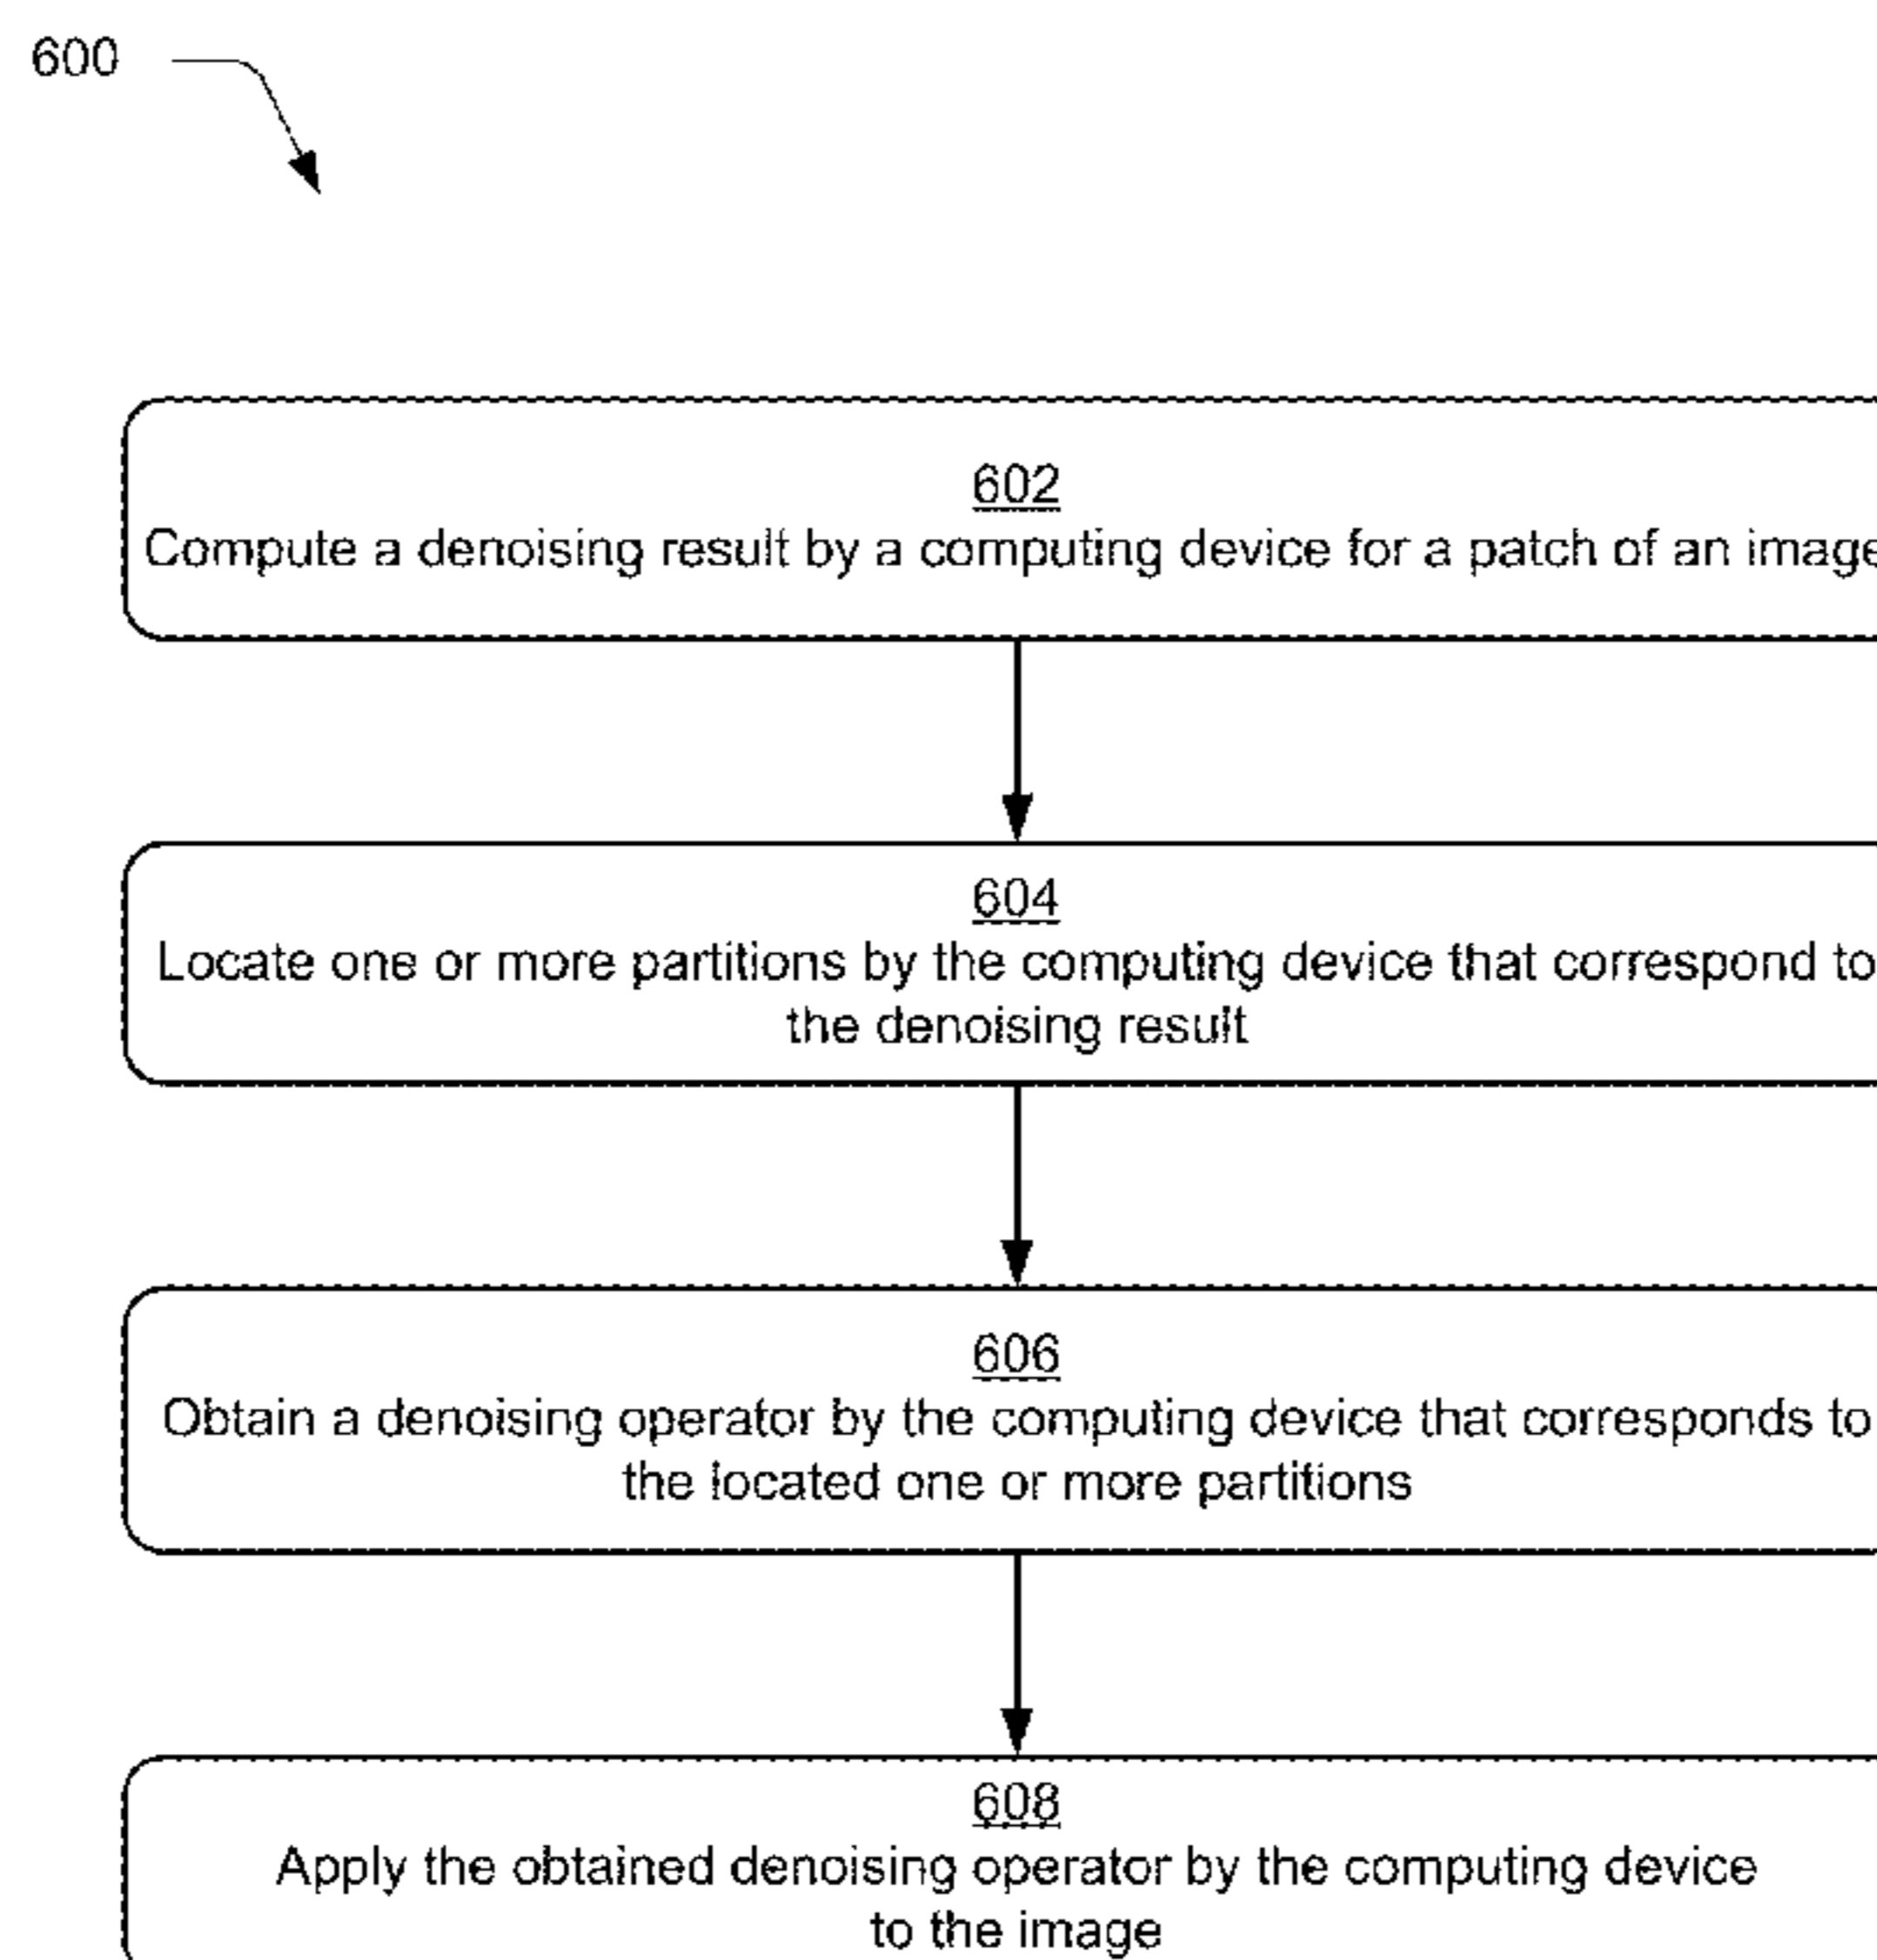 600
602
Compute a denoising result by a computing device for a patch of an image
604
Locate one or more partitions by the computing device that correspond to
the denoising result
606
Obtain a denoising operator by the computing device that corresponds to
the located one or more partitions
608
Apply the obtained denoising operator by the computing device
to the image